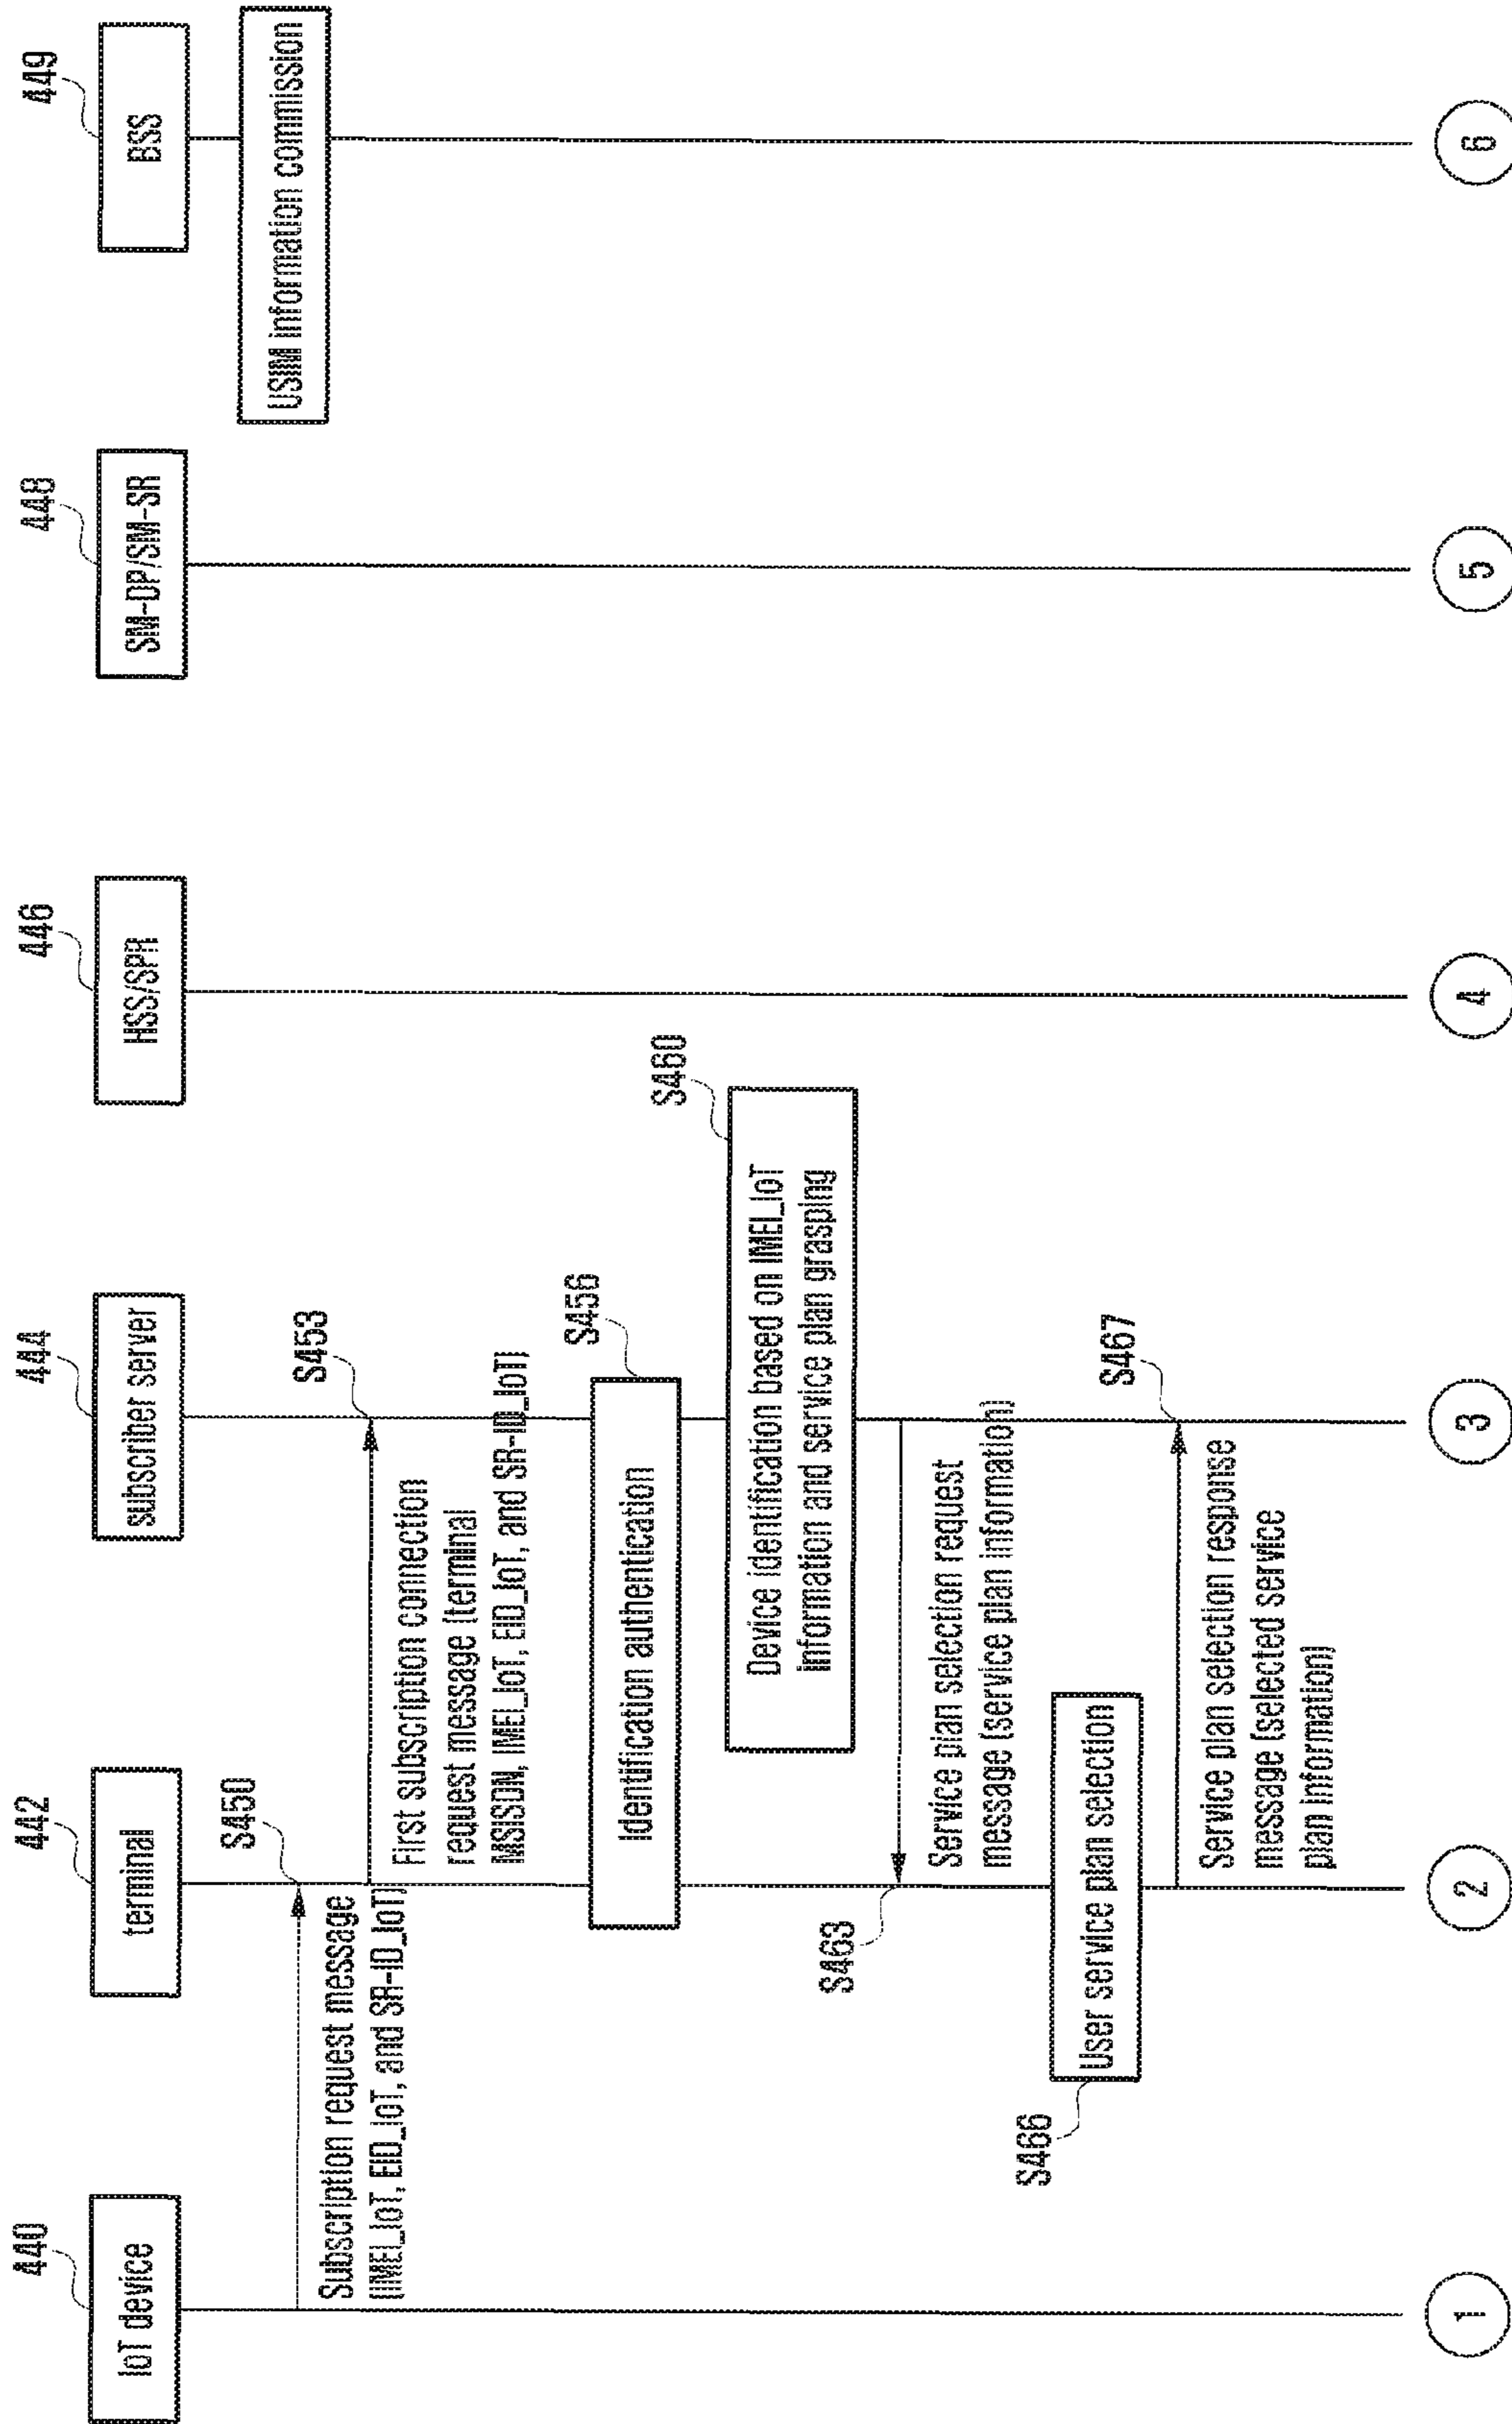 440
IoT device
442
terminal
444
subscriber server
446
HSS/SPR
448
SM-DP/SM-SR
449
BSS
USIM information commission
S450
Subscription request message
(IMEI_IoT, EID_IoT, and SR-ID_IoT)
S453
First subscription connection
request message (terminal
MSISDN, IMEI_IoT, EID_IoT, and SR-ID_IoT)
S456
Identification authentication
S460
Device identification based on IMEI_IoT
information and service plan grasping
S463
Service plan selection request
message (service plan information)
S466
User service plan selection
S467
Service plan selection response
message (selected service
plan information)
1
2
3
4
5
6